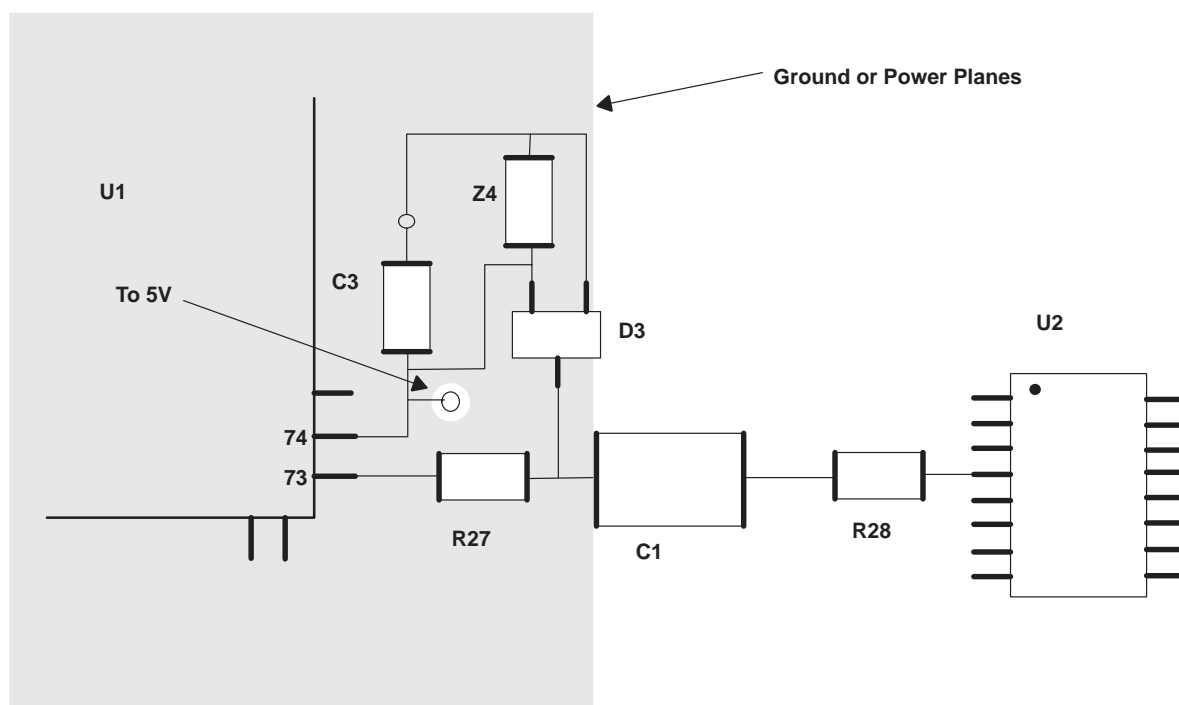 Ground or Power Planes
U1
Z4
C3
To 5V
D3
U2
74
73
R27
C1
R28